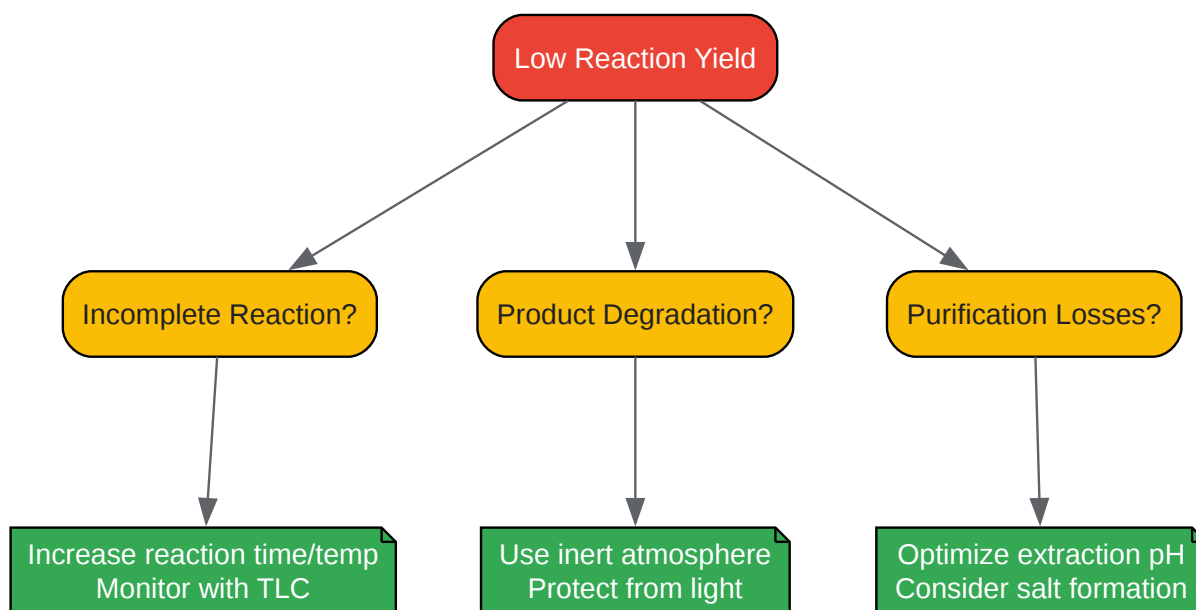 Low Reaction Yield
Incomplete Reaction?
Product Degradation?
Purification Losses?
Increase reaction time/temp
Monitor with TLC
Use inert atmosphere
Protect from light
Optimize extraction pH
Consider salt formation